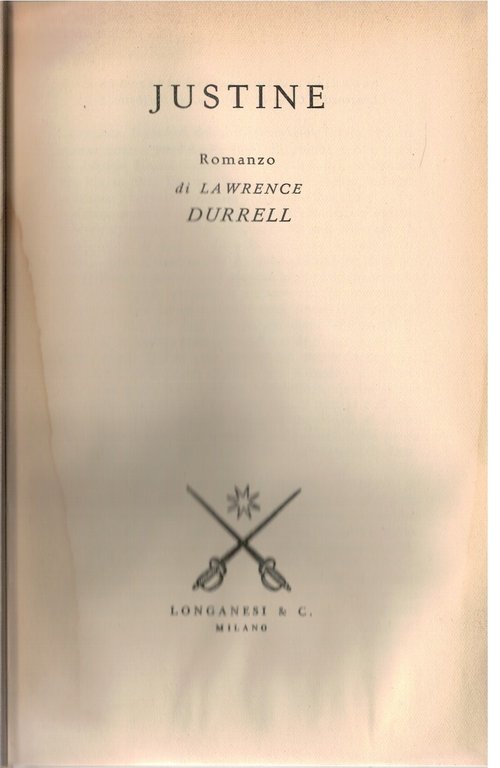 JUSTINE
Romanzo
di LAWRENCE
DURRELL
LONGANESI & C.
MILANO